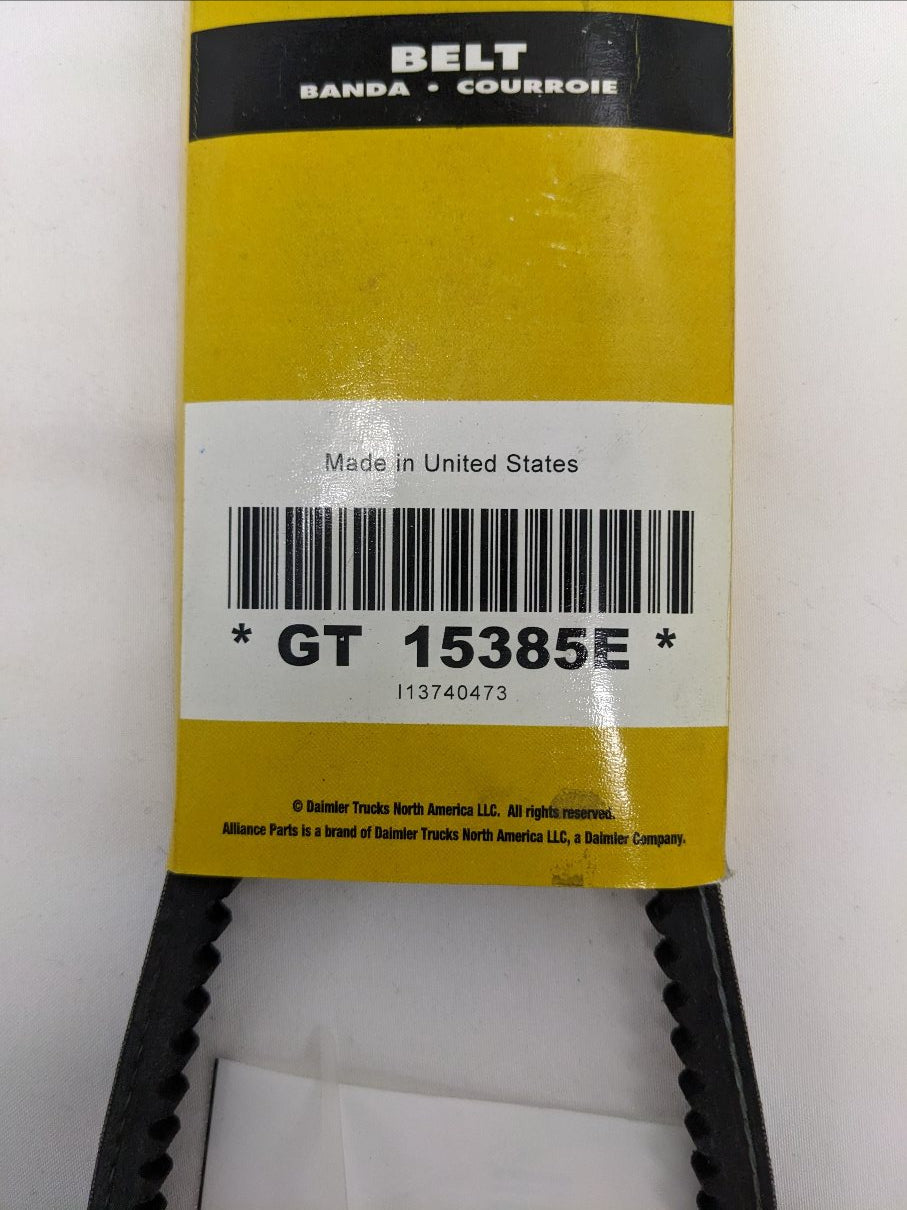 BELT
BANDA • COURROIE
Made in United States
* GT 15385E *
I13740473
© Daimler Trucks North America LLC. All rights reserved.
Alliance Parts is a brand of Daimler Trucks North America LLC, a Daimler Company.